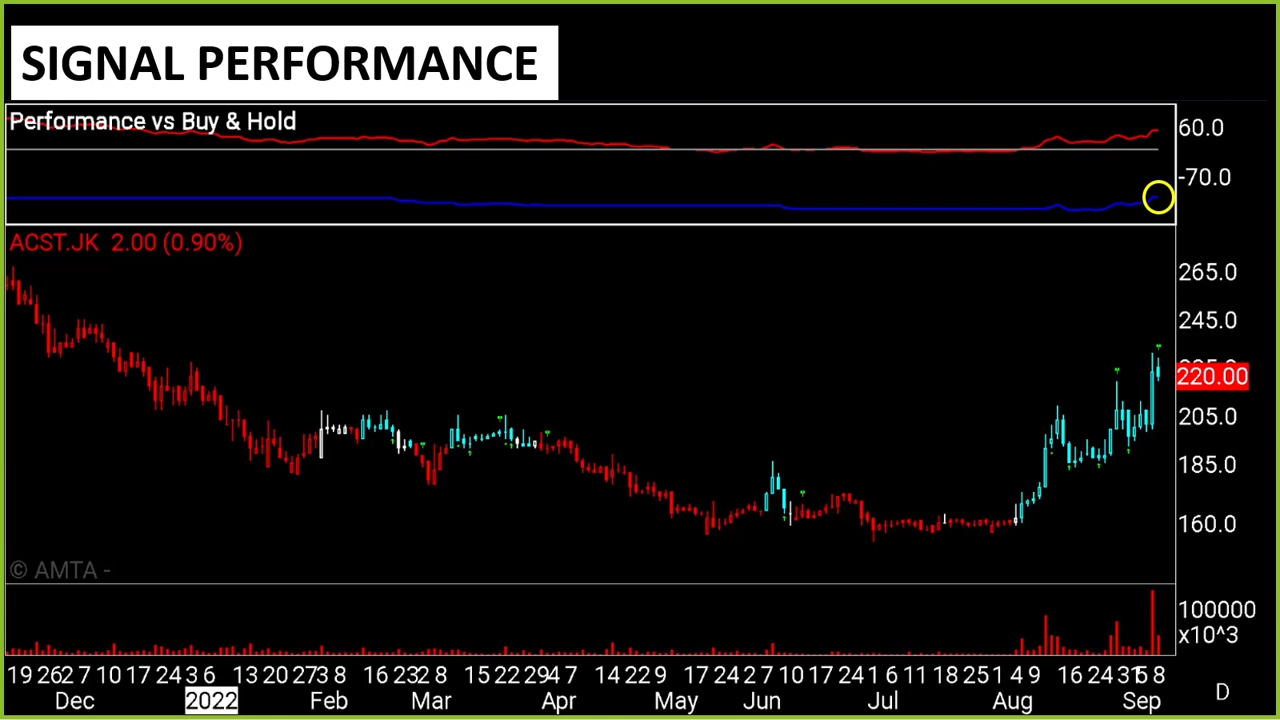 SIGNAL PERFORMANCE
Performance vs Buy & Hold
60.0
-70.0
ACST.JK 2.00 (0.90%)
265.0
245.0
220.00
205.0
185.0
160.0
© AMTA -
100000
x10^3
19 26 2 7 10 17 24 3 6 13 20 27 3 8 16 23 2 8 15 22 29 4 7 14 22 9 17 24 2 7 10 17 24 1 6 11 18 25 1 4 9 16 24 31 5 8
Dec 2022 Feb Mar Apr May Jun Jul Aug Sep D